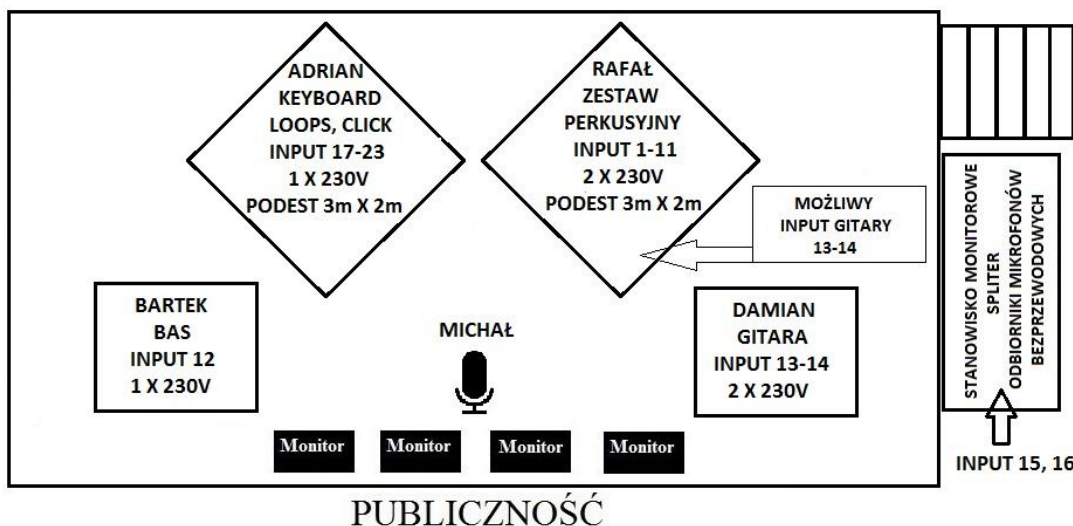 ADRIAN
KEYBOARD
LOOPS, CLICK
INPUT 17-23
1 X 230V
PODEST 3m X 2m
RAFAŁ
ZESTAW
PERKUSYJNY
INPUT 1-11
2 X 230V
PODEST 3m X 2m
MOŻLIWY
INPUT GITARY
13-14
BARTEK
BAS
INPUT 12
1 X 230V
MICHAŁ
DAMIAN
GITARA
INPUT 13-14
2 X 230V
STANOWISKO MONITOROWE
SPLITER
ODBIORNIKI MIKROFONÓW
BEZPRZEWODOWYCH
INPUT 15, 16
Monitor
Monitor
Monitor
Monitor
PUBLICZNOŚĆ